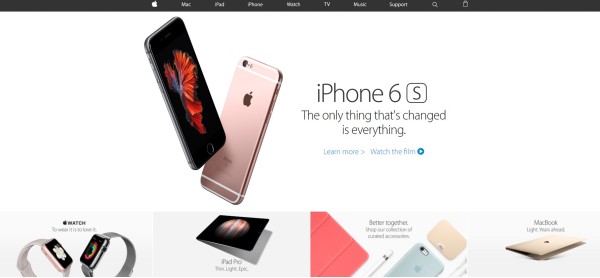 Mac iPad iPhone Watch TV Music Support
iPhone 6 S
The only thing that's changed
is everything.
Learn more > Watch the film
WATCH
To wear it is to love it.
iPad Pro
Thin. Light. Epic.
Better together.
Shop our collection of
curated accessories.
MacBook
Light. Years ahead.